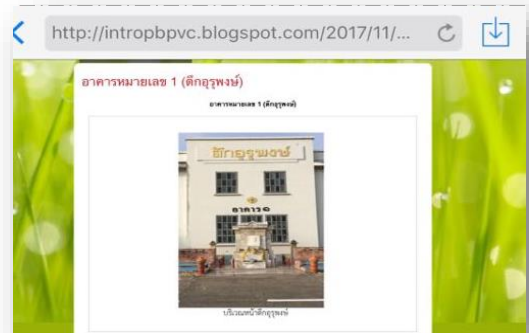 http://intropbpvc.blogspot.com/2017/11/...
อาคารหมายเลข 1 (ตึกอุรุพงษ์)
อาคารหมายเลข 1 (ตึกอุรุพงษ์)
ตึกอุรุพงษ์
อาคาร ๑
บริเวณหน้าตึกอุรุพงษ์